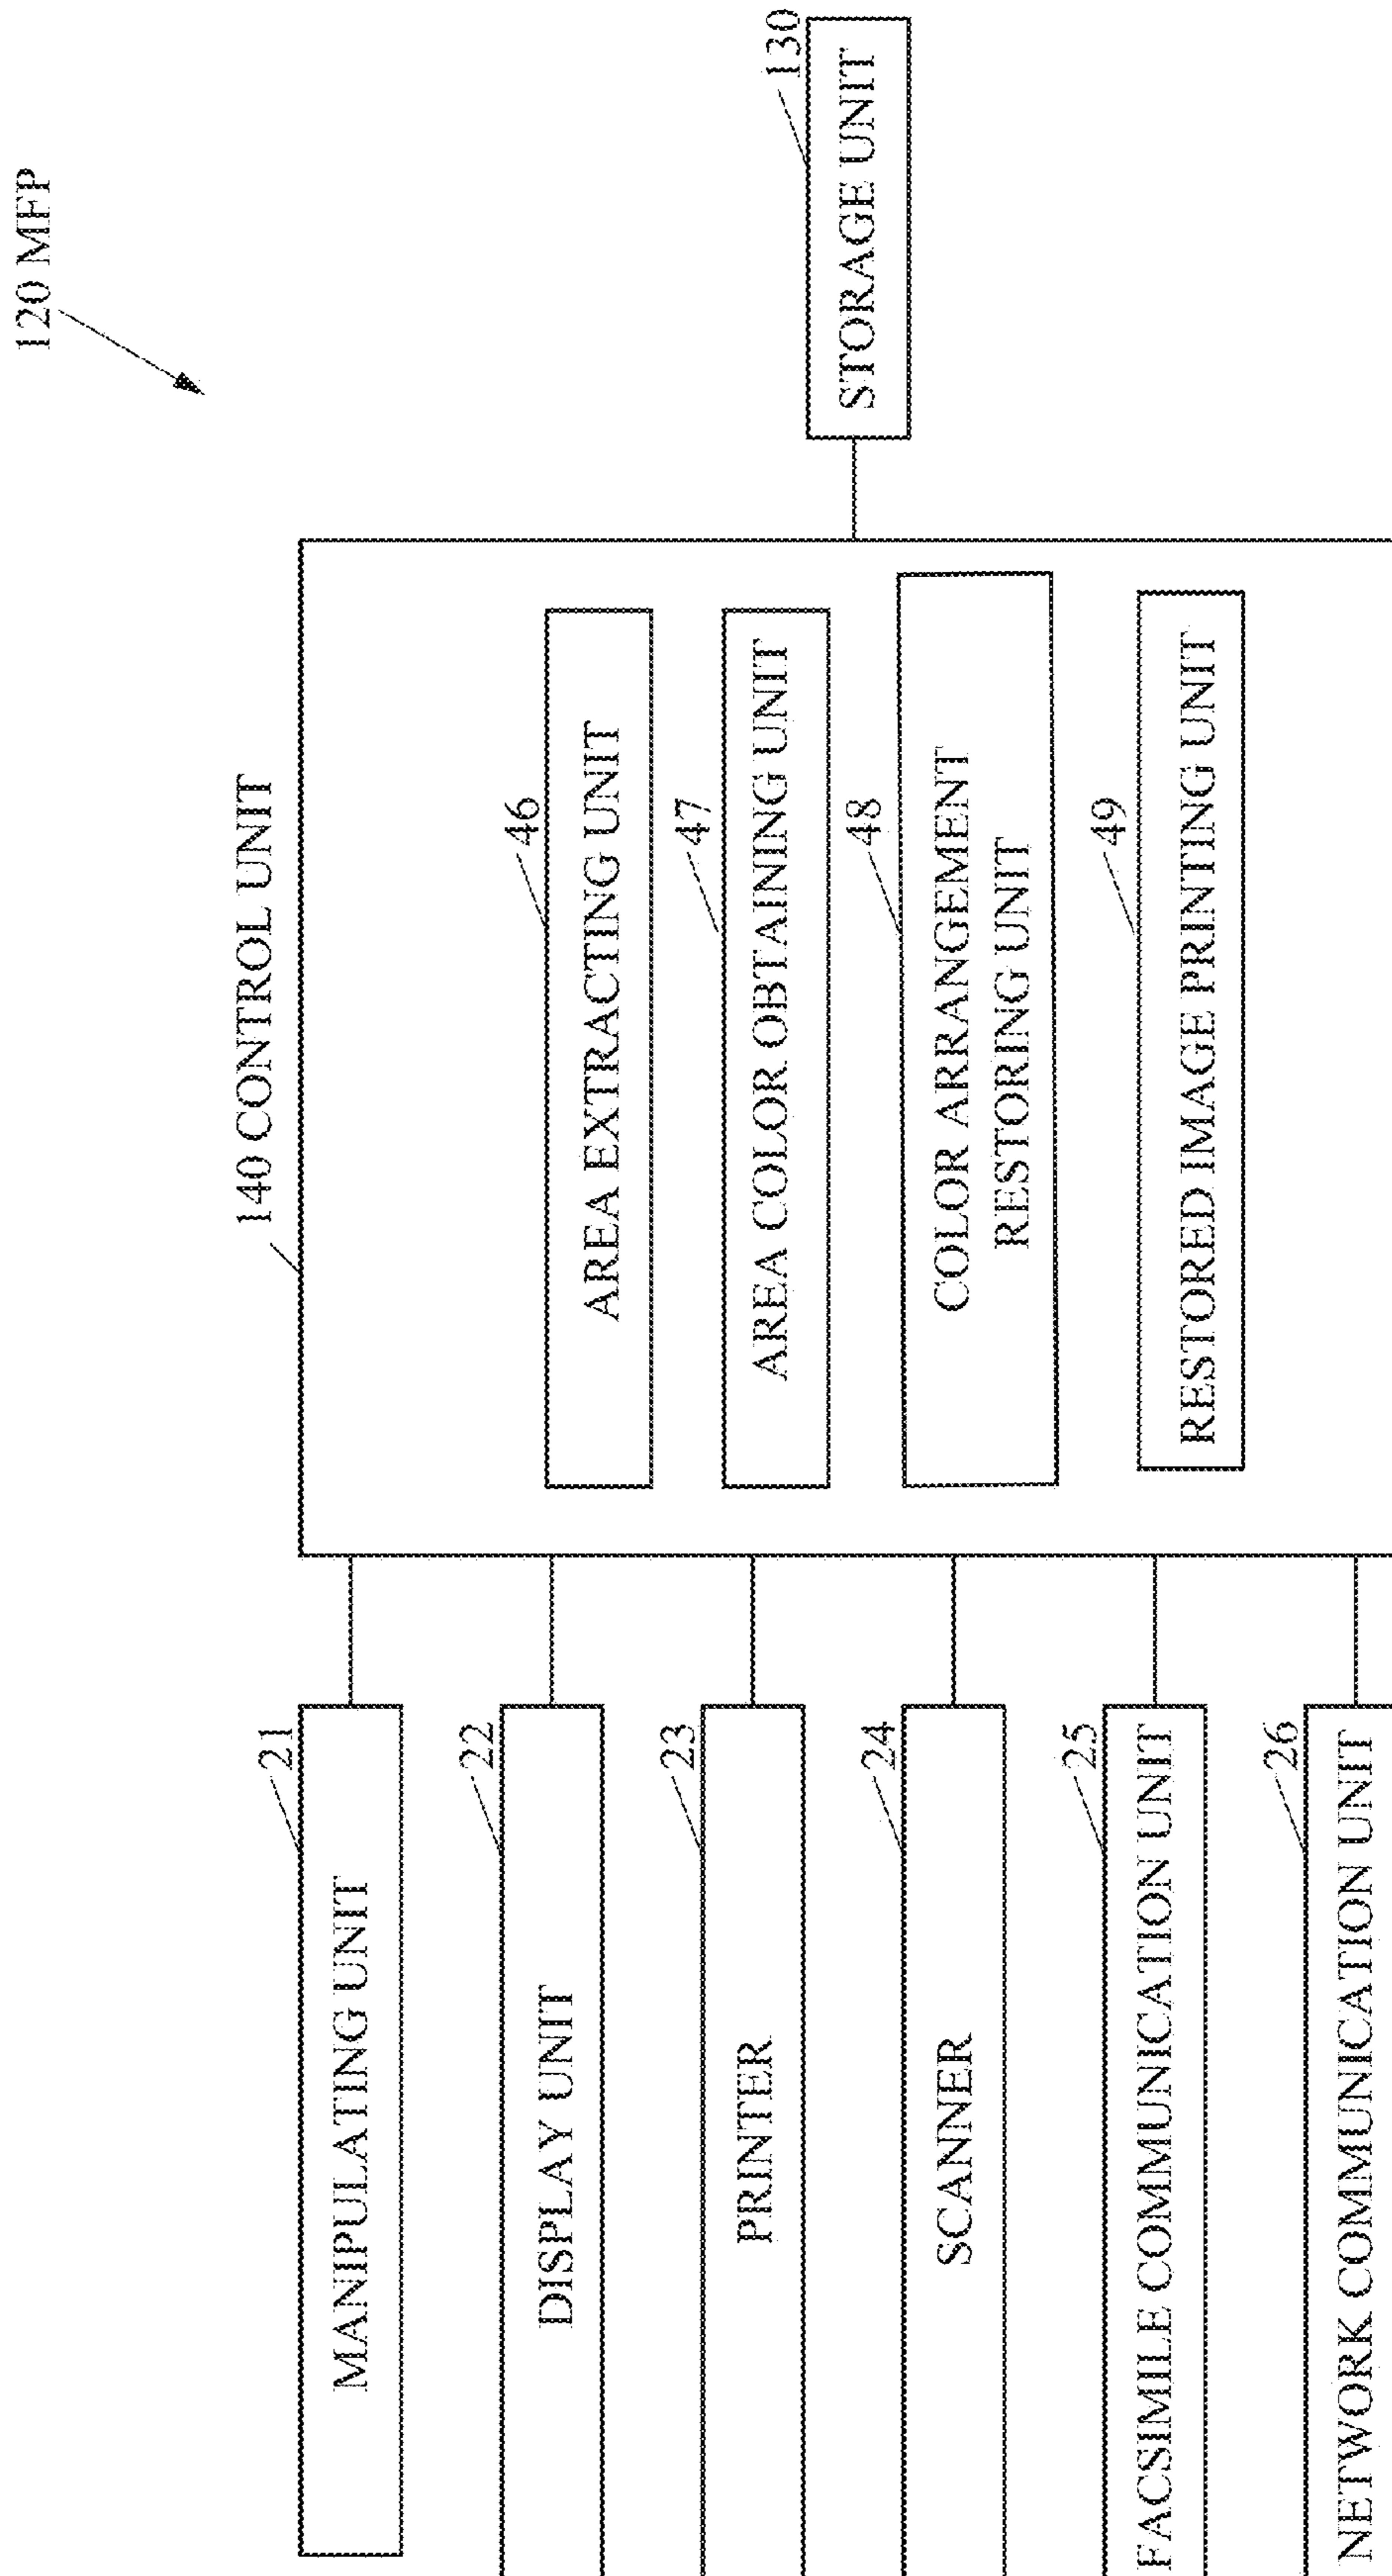 120 MFP
140 CONTROL UNIT
21
MANIPULATING UNIT
22
DISPLAY UNIT
23
PRINTER
24
SCANNER
25
FACSIMILE COMMUNICATION UNIT
26
NETWORK COMMUNICATION UNIT
46
AREA EXTRACTING UNIT
47
AREA COLOR OBTAINING UNIT
48
COLOR ARRANGEMENT
RESTORING UNIT
49
RESTORED IMAGE PRINTING UNIT
130
STORAGE UNIT